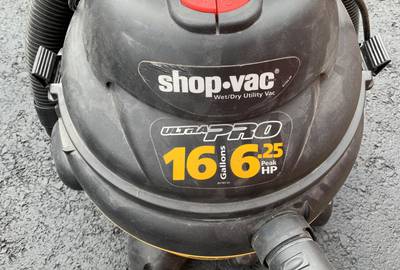 shop·vac®
Wet/Dry Utility Vac
ULTRA PRO
16 Gallons 6.25 Peak HP